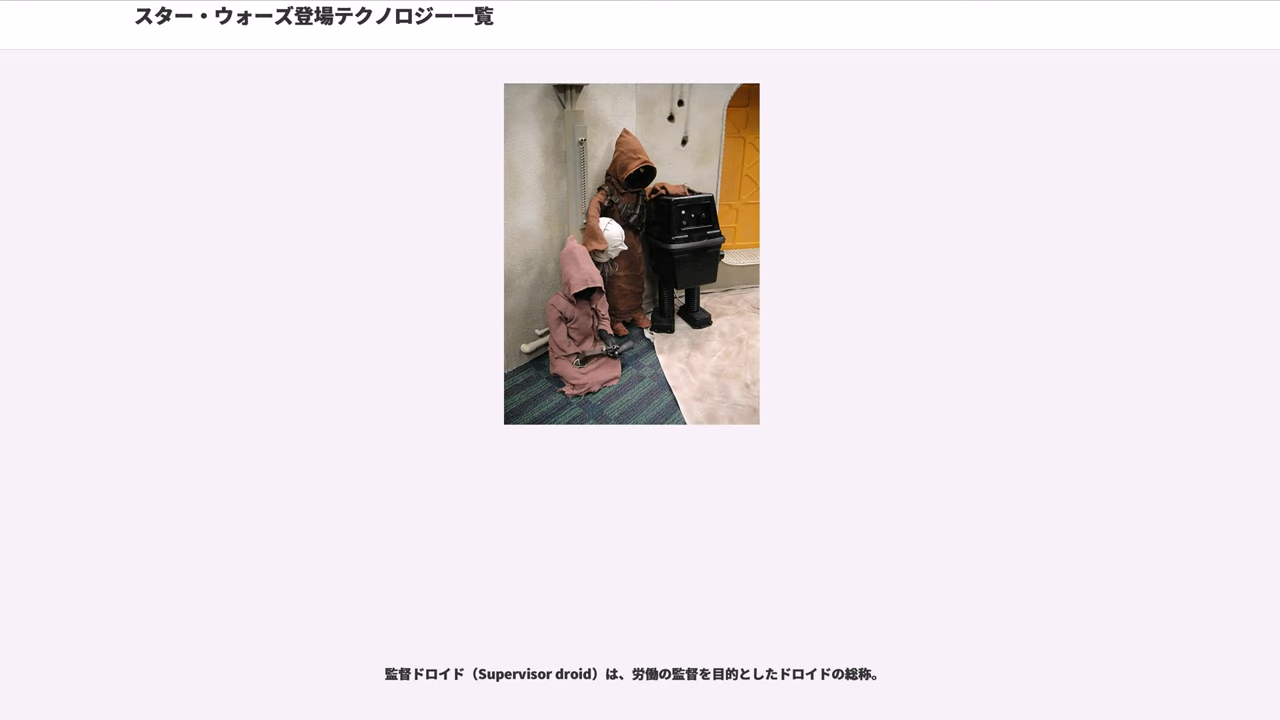 スター・ウォーズ登場テクノロジー一覧
監督ドロイド（Supervisor droid）は、労働の監督を目的としたドロイドの総称。